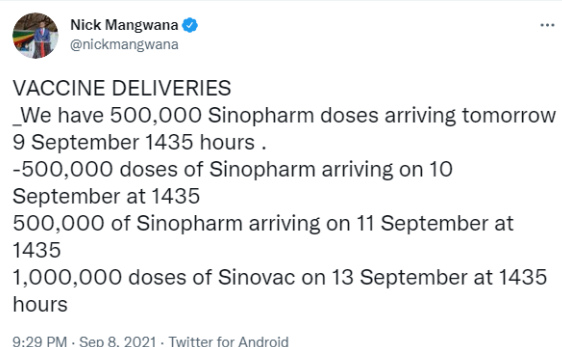 Nick Mangwana
@nickmangwana
VACCINE DELIVERIES
_We have 500,000 Sinopharm doses arriving tomorrow
9 September 1435 hours .
-500,000 doses of Sinopharm arriving on 10
September at 1435
500,000 of Sinopharm arriving on 11 September at
1435
1,000,000 doses of Sinovac on 13 September at 1435
hours
9:29 PM · Sep 8, 2021 · Twitter for Android